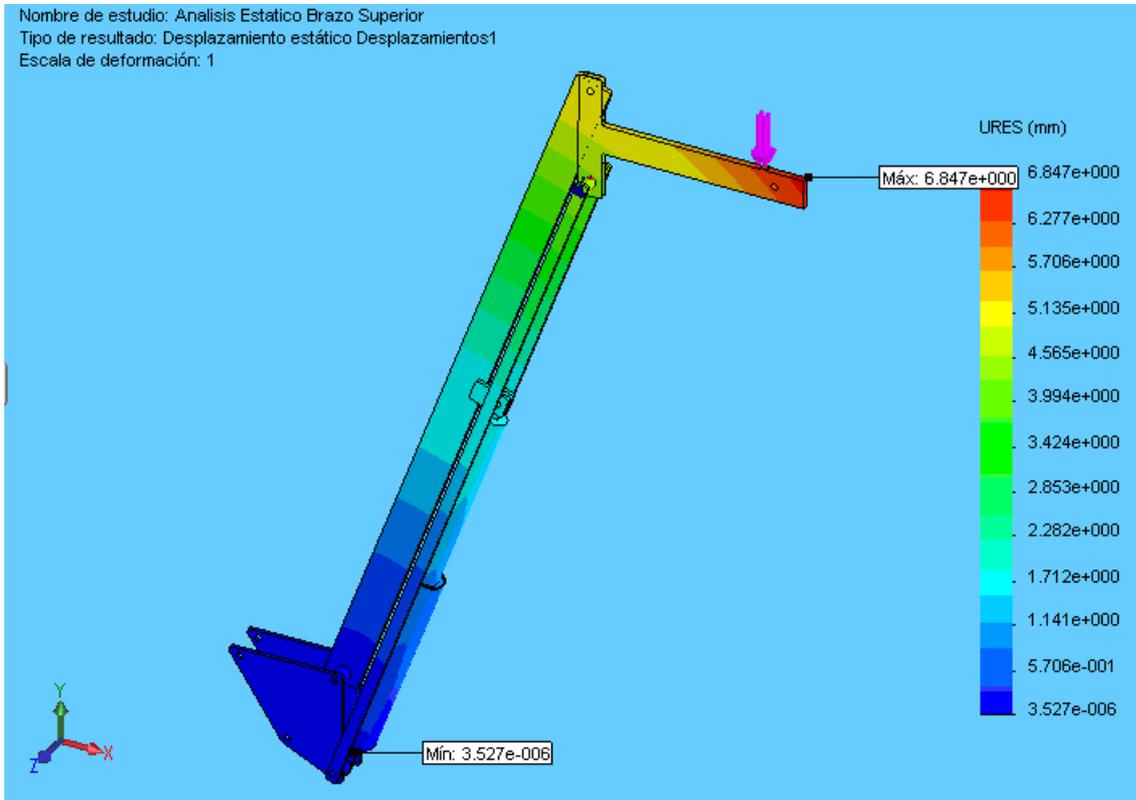 Nombre de estudio: Analisis Estatico Brazo Superior
Tipo de resultado: Desplazamiento estático Desplazamientos1
Escala de deformación: 1
URES (mm)
Máx: 6.847e+000
6.847e+000
6.277e+000
5.706e+000
5.135e+000
4.565e+000
3.994e+000
3.424e+000
2.853e+000
2.282e+000
1.712e+000
1.141e+000
5.706e-001
3.527e-006
Mín: 3.527e-006
Y
X
Z